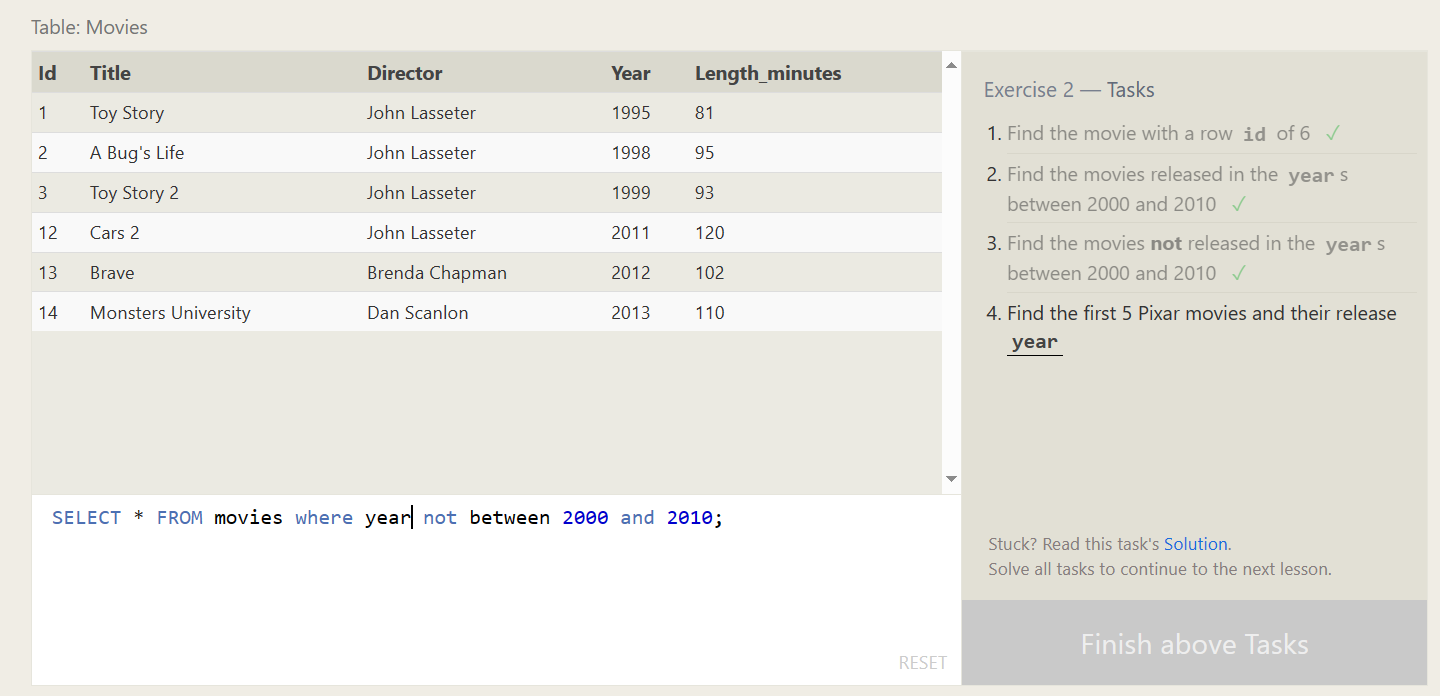 Table: Movies
Id Title Director Year Length_minutes
1 Toy Story John Lasseter 1995 81
2 A Bug's Life John Lasseter 1998 95
3 Toy Story 2 John Lasseter 1999 93
12 Cars 2 John Lasseter 2011 120
13 Brave Brenda Chapman 2012 102
14 Monsters University Dan Scanlon 2013 110
SELECT * FROM movies where year not between 2000 and 2010;
RESET
Exercise 2 — Tasks
1. Find the movie with a row id of 6 ✓
2. Find the movies released in the year s
between 2000 and 2010 ✓
3. Find the movies not released in the year s
between 2000 and 2010 ✓
4. Find the first 5 Pixar movies and their release
year
Stuck? Read this task's Solution.
Solve all tasks to continue to the next lesson.
Finish above Tasks